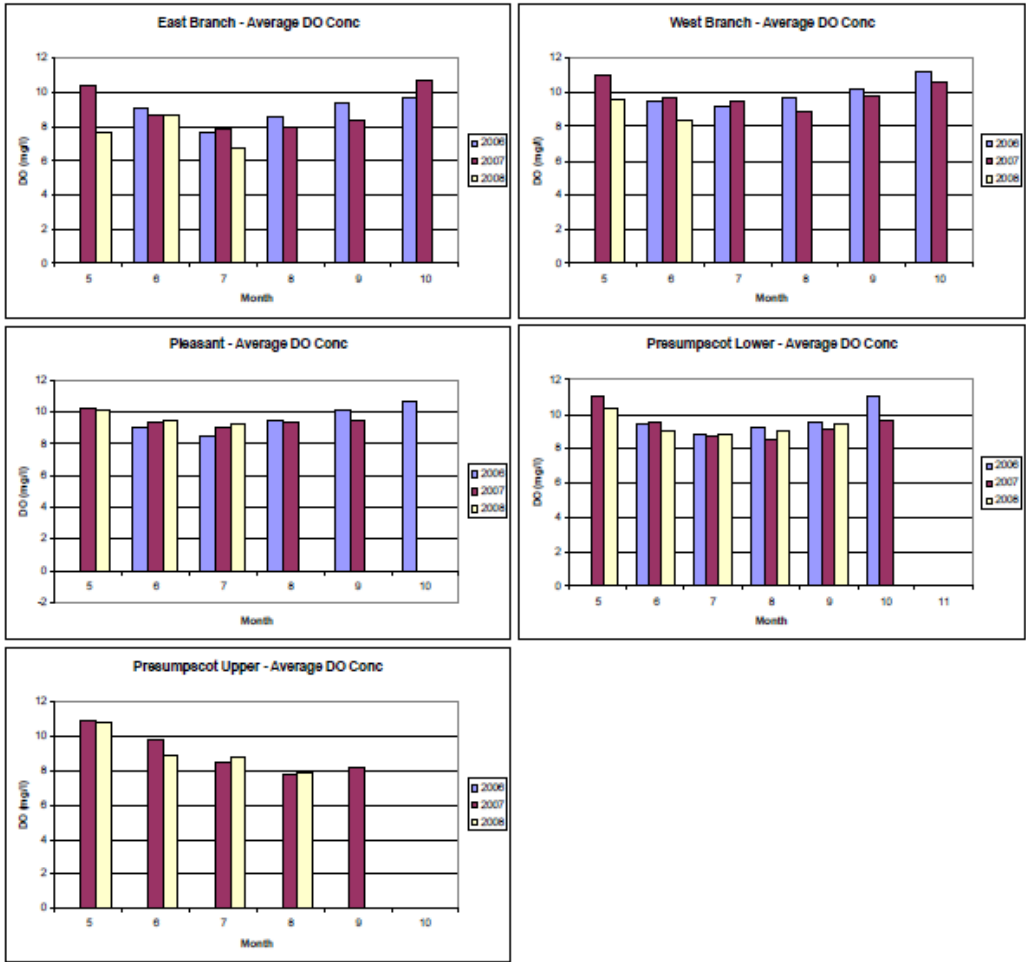 East Branch - Average DO Conc
12
10
8
6
4
2
0
DO (mg/l)
5 6 7 8 9 10
Month
2006
2007
2008
West Branch - Average DO Conc
12
10
8
6
4
2
0
DO (mg/l)
5 6 7 8 9 10
Month
2006
2007
2008
Pleasant - Average DO Conc
12
10
8
6
4
2
0
-2
DO (mg/l)
5 6 7 8 9 10
Month
2006
2007
2008
Presumpscot Lower - Average DO Conc
12
10
8
6
4
2
0
DO (mg/l)
5 6 7 8 9 10 11
Month
2006
2007
2008
Presumpscot Upper - Average DO Conc
12
10
8
6
4
2
0
DO (mg/l)
5 6 7 8 9 10
Month
2006
2007
2008